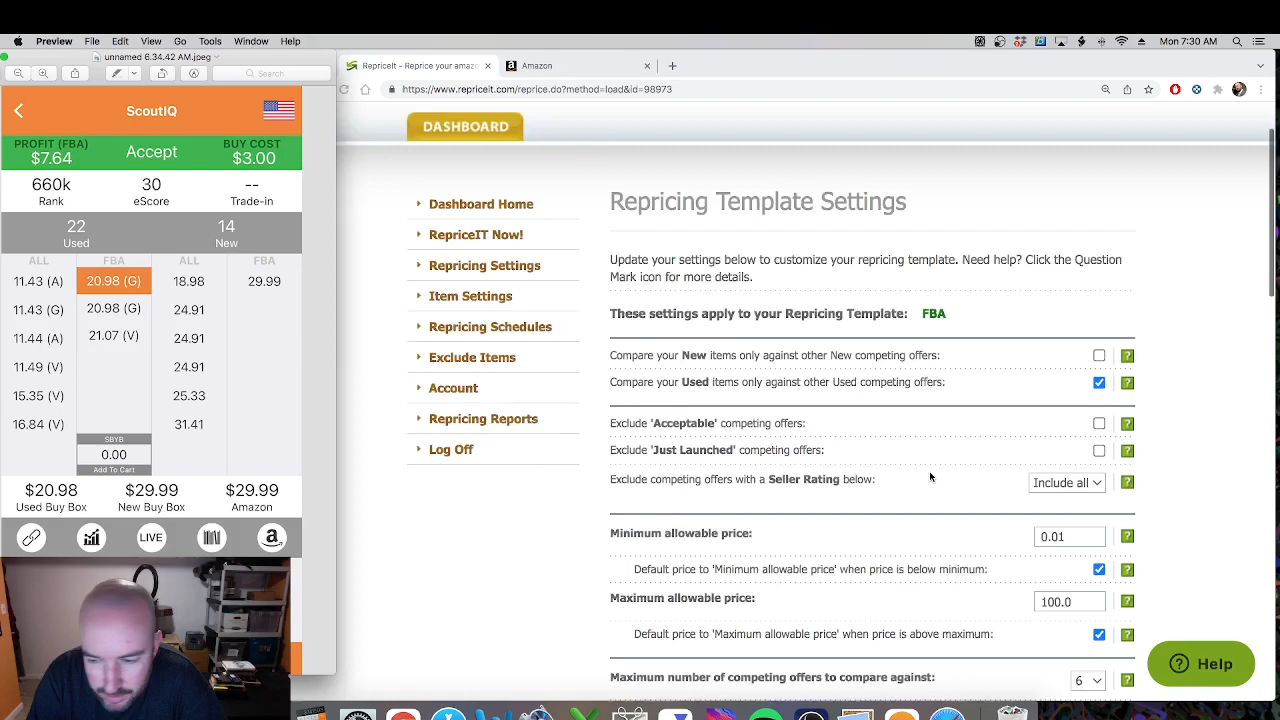 Preview File Edit View Go Tools Window Help
Mon 7:30 AM
unnamed 6.34.42 AM.jpeg
Search
RepriceIt - Reprice your amaz
Amazon
https://www.repriceit.com/reprice.do?method=load&id=98973
ScoutIQ
PROFIT (FBA)
$7.64
Accept
BUY COST
$3.00
660k
Rank
30
eScore
--
Trade-in
22
Used
14
New
ALL FBA ALL FBA
11.43 (A) 20.98 (G) 18.98 29.99
11.43 (G) 20.98 (G) 24.91
11.44 (A) 21.07 (V) 24.91
11.49 (V) 24.91
15.35 (V) 25.33
16.84 (V) 31.41
SBYB
0.00
Add To Cart
$20.98
Used Buy Box
$29.99
New Buy Box
$29.99
Amazon
LIVE
a
DASHBOARD
Dashboard Home
RepriceIT Now!
Repricing Settings
Item Settings
Repricing Schedules
Exclude Items
Account
Repricing Reports
Log Off
Repricing Template Settings
Update your settings below to customize your repricing template. Need help? Click the Question
Mark icon for more details.
These settings apply to your Repricing Template: FBA
Compare your New items only against other New competing offers: ?
Compare your Used items only against other Used competing offers: ?
Exclude 'Acceptable' competing offers: ?
Exclude 'Just Launched' competing offers: ?
Exclude competing offers with a Seller Rating below: Include all ?
Minimum allowable price: 0.01 ?
Default price to 'Minimum allowable price' when price is below minimum: ?
Maximum allowable price: 100.0 ?
Default price to 'Maximum allowable price' when price is above maximum: ?
Maximum number of competing offers to compare against: 6 ?
? Help